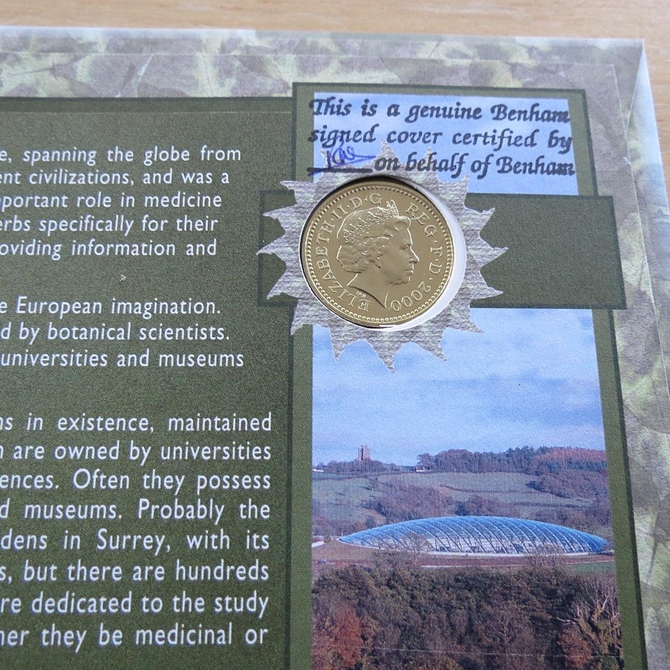 This is a genuine Benham
signed cover certified by
on behalf of Benham
ELIZABETH·II·D·G REG·F·D·2000
e, spanning the globe from
ent civilizations, and was a
portant role in medicine
erbs specifically for their
oviding information and
e European imagination.
d by botanical scientists.
universities and museums
ns in existence, maintained
n are owned by universities
ences. Often they possess
d museums. Probably the
dens in Surrey, with its
s, but there are hundreds
re dedicated to the study
her they be medicinal or